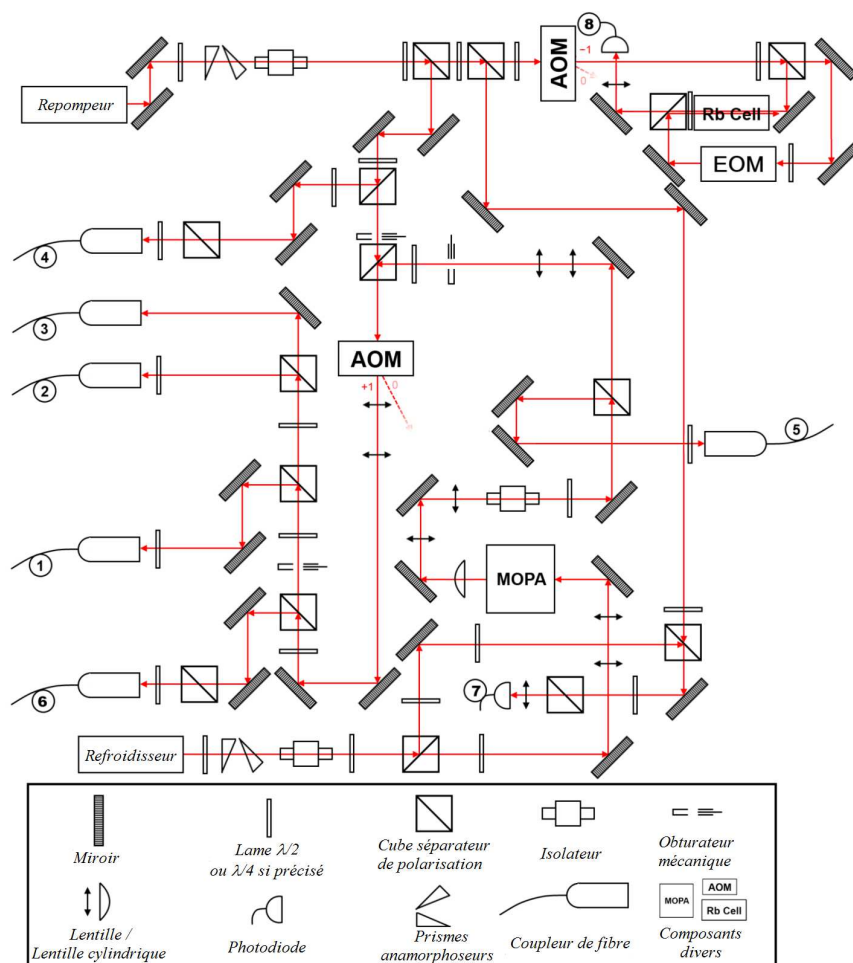 8
−1
AOM
0
Repompeur
Rb Cell
EOM
4
3
AOM
+1
0
2
5
1
MOPA
6
7
Refroidisseur
Miroir
Lame λ/2
ou λ/4 si précisé
Cube séparateur
de polarisation
Isolateur
Obturateur
mécanique
Lentille /
Lentille cylindrique
Photodiode
Prismes
anamorphoseurs
Coupleur de fibre
MOPA
AOM
Rb Cell
Composants
divers